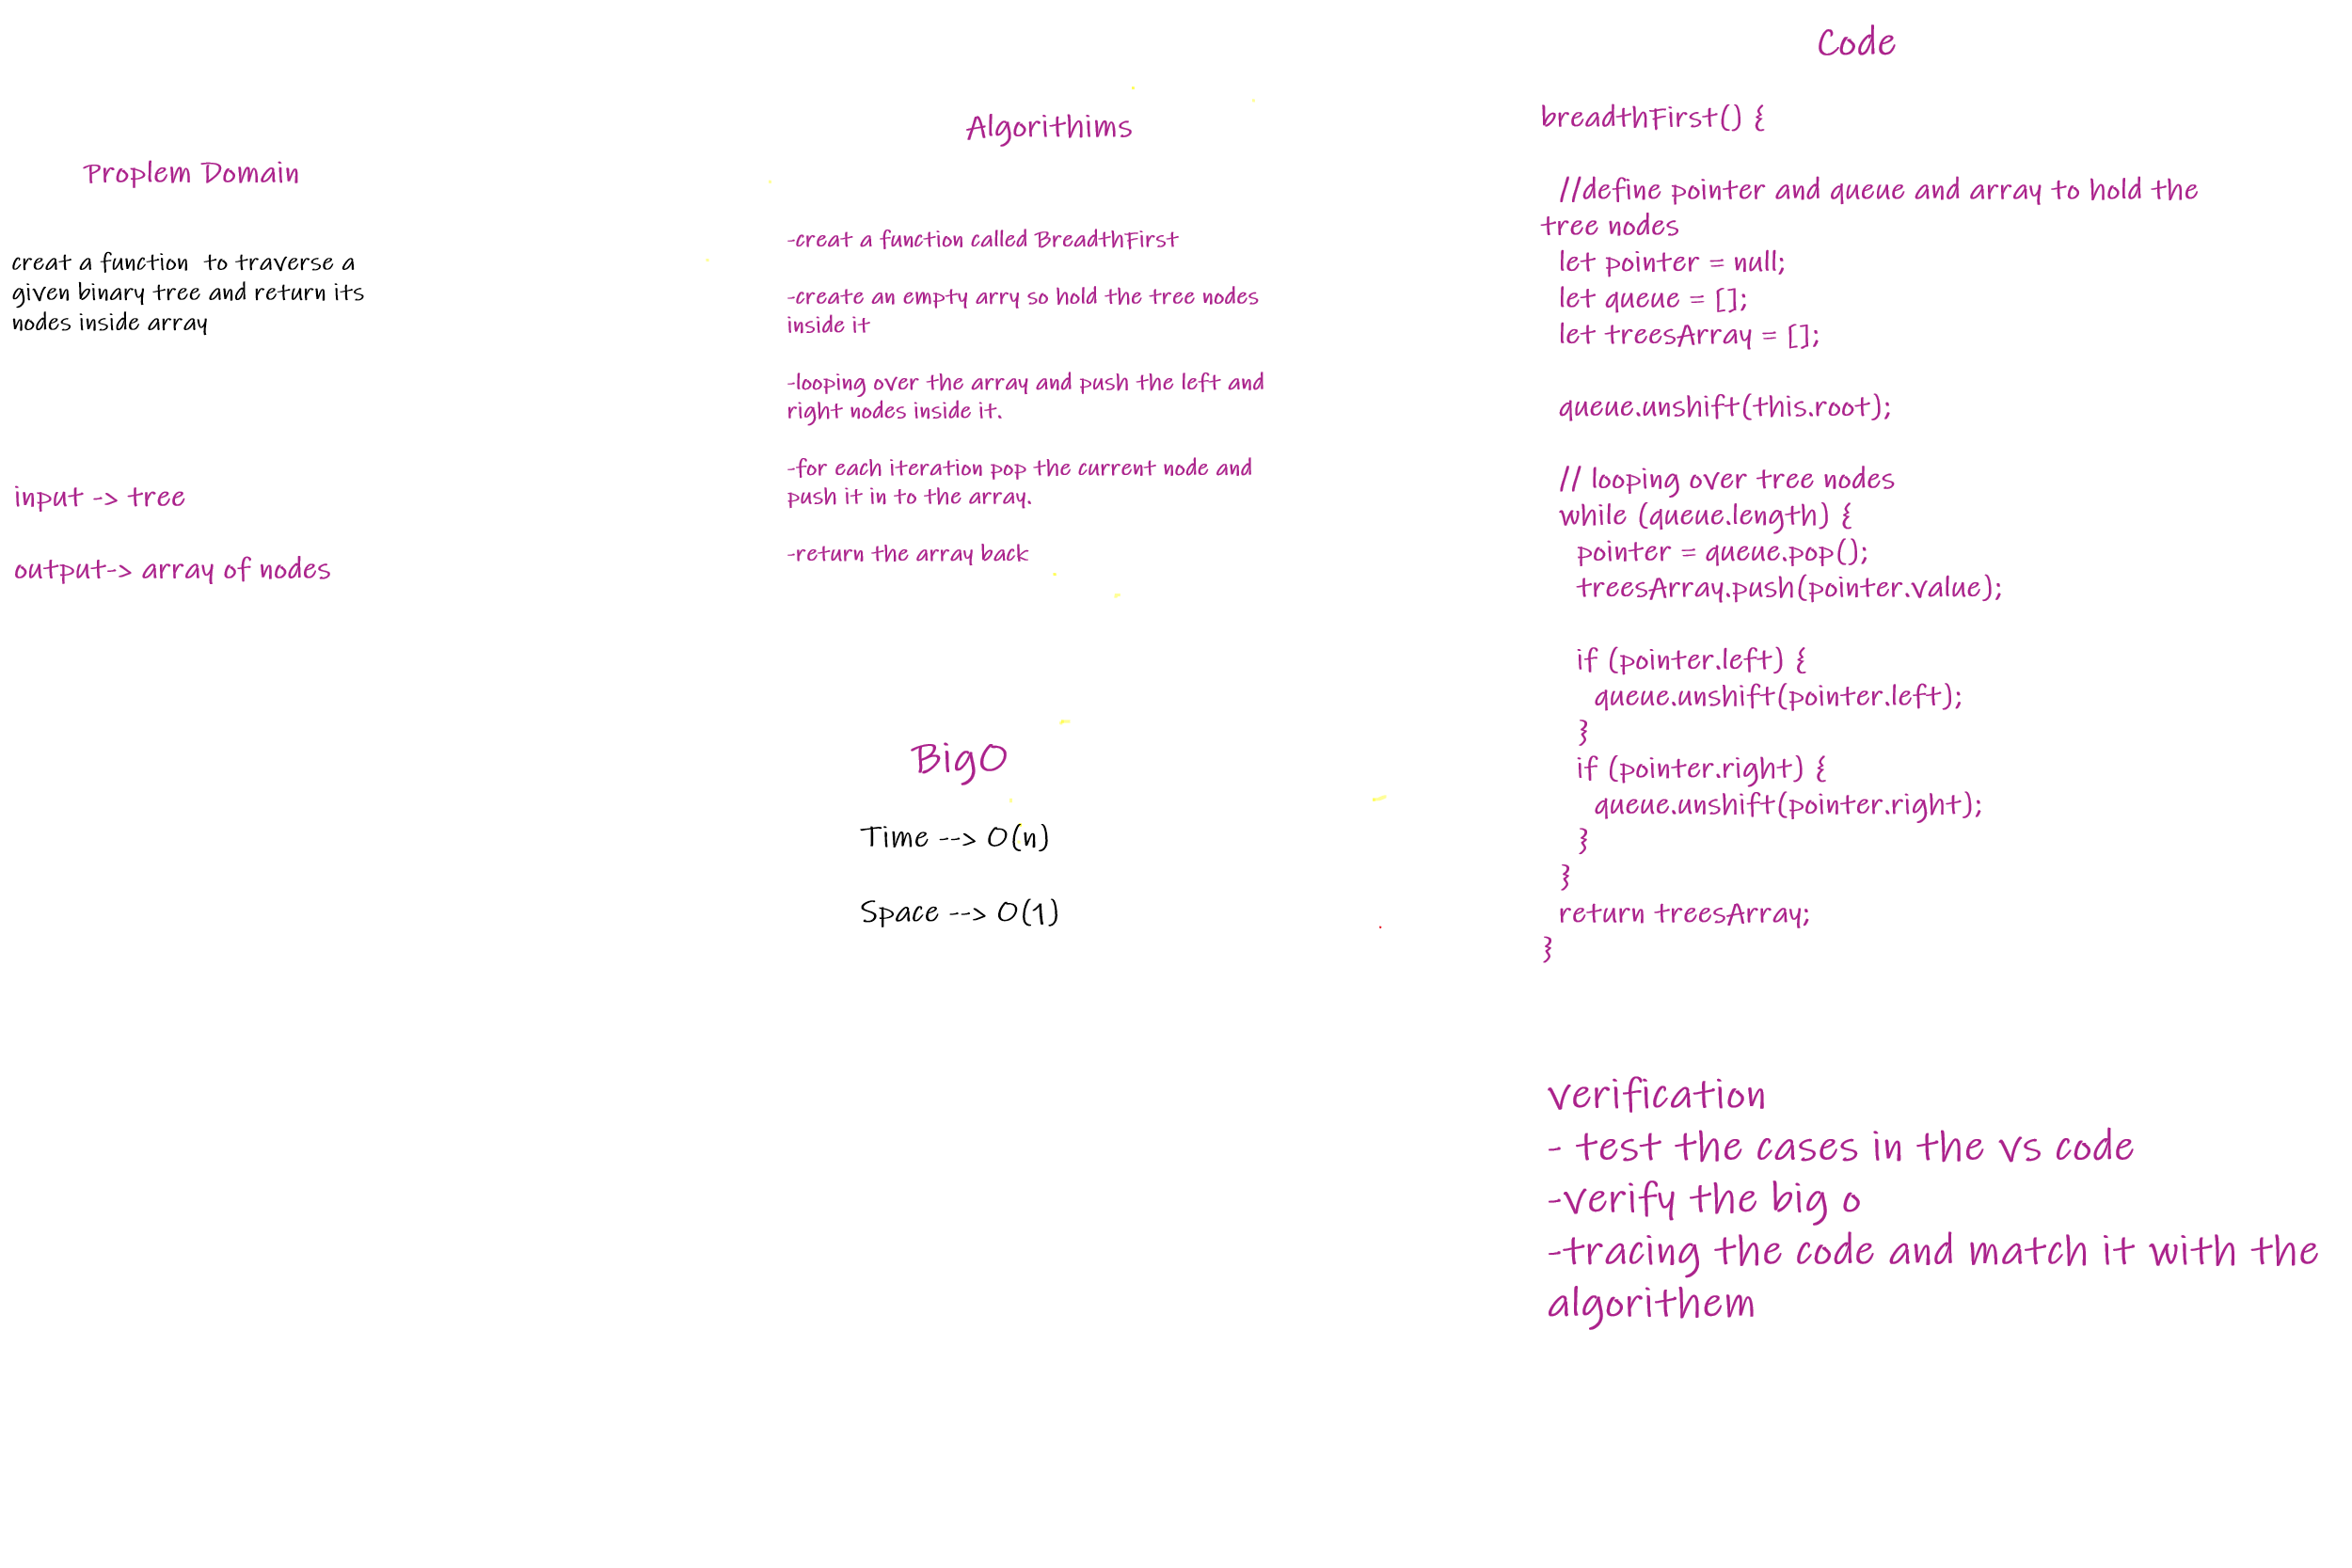 Proplem Domain
creat a function  to traverse a
given binary tree and return its
nodes inside array
input -> tree
output-> array of nodes
Algorithims
-creat a function called BreadthFirst
-create an empty arry so hold the tree nodes
inside it
-looping over the array and push the left and
right nodes inside it.
-for each iteration pop the current node and
push it in to the array.
-return the array back
BigO
Time --> O(n)
Space --> O(1)
Code
breadthFirst() {
  //define pointer and queue and array to hold the
tree nodes
  let pointer = null;
  let queue = [];
  let treesArray = [];
  queue.unshift(this.root);
  // looping over tree nodes
  while (queue.length) {
    pointer = queue.pop();
    treesArray.push(pointer.value);
    if (pointer.left) {
      queue.unshift(pointer.left);
    }
    if (pointer.right) {
      queue.unshift(pointer.right);
    }
  }
  return treesArray;
}
verification
- test the cases in the vs code
-verify the big o
-tracing the code and match it with the
algorithem